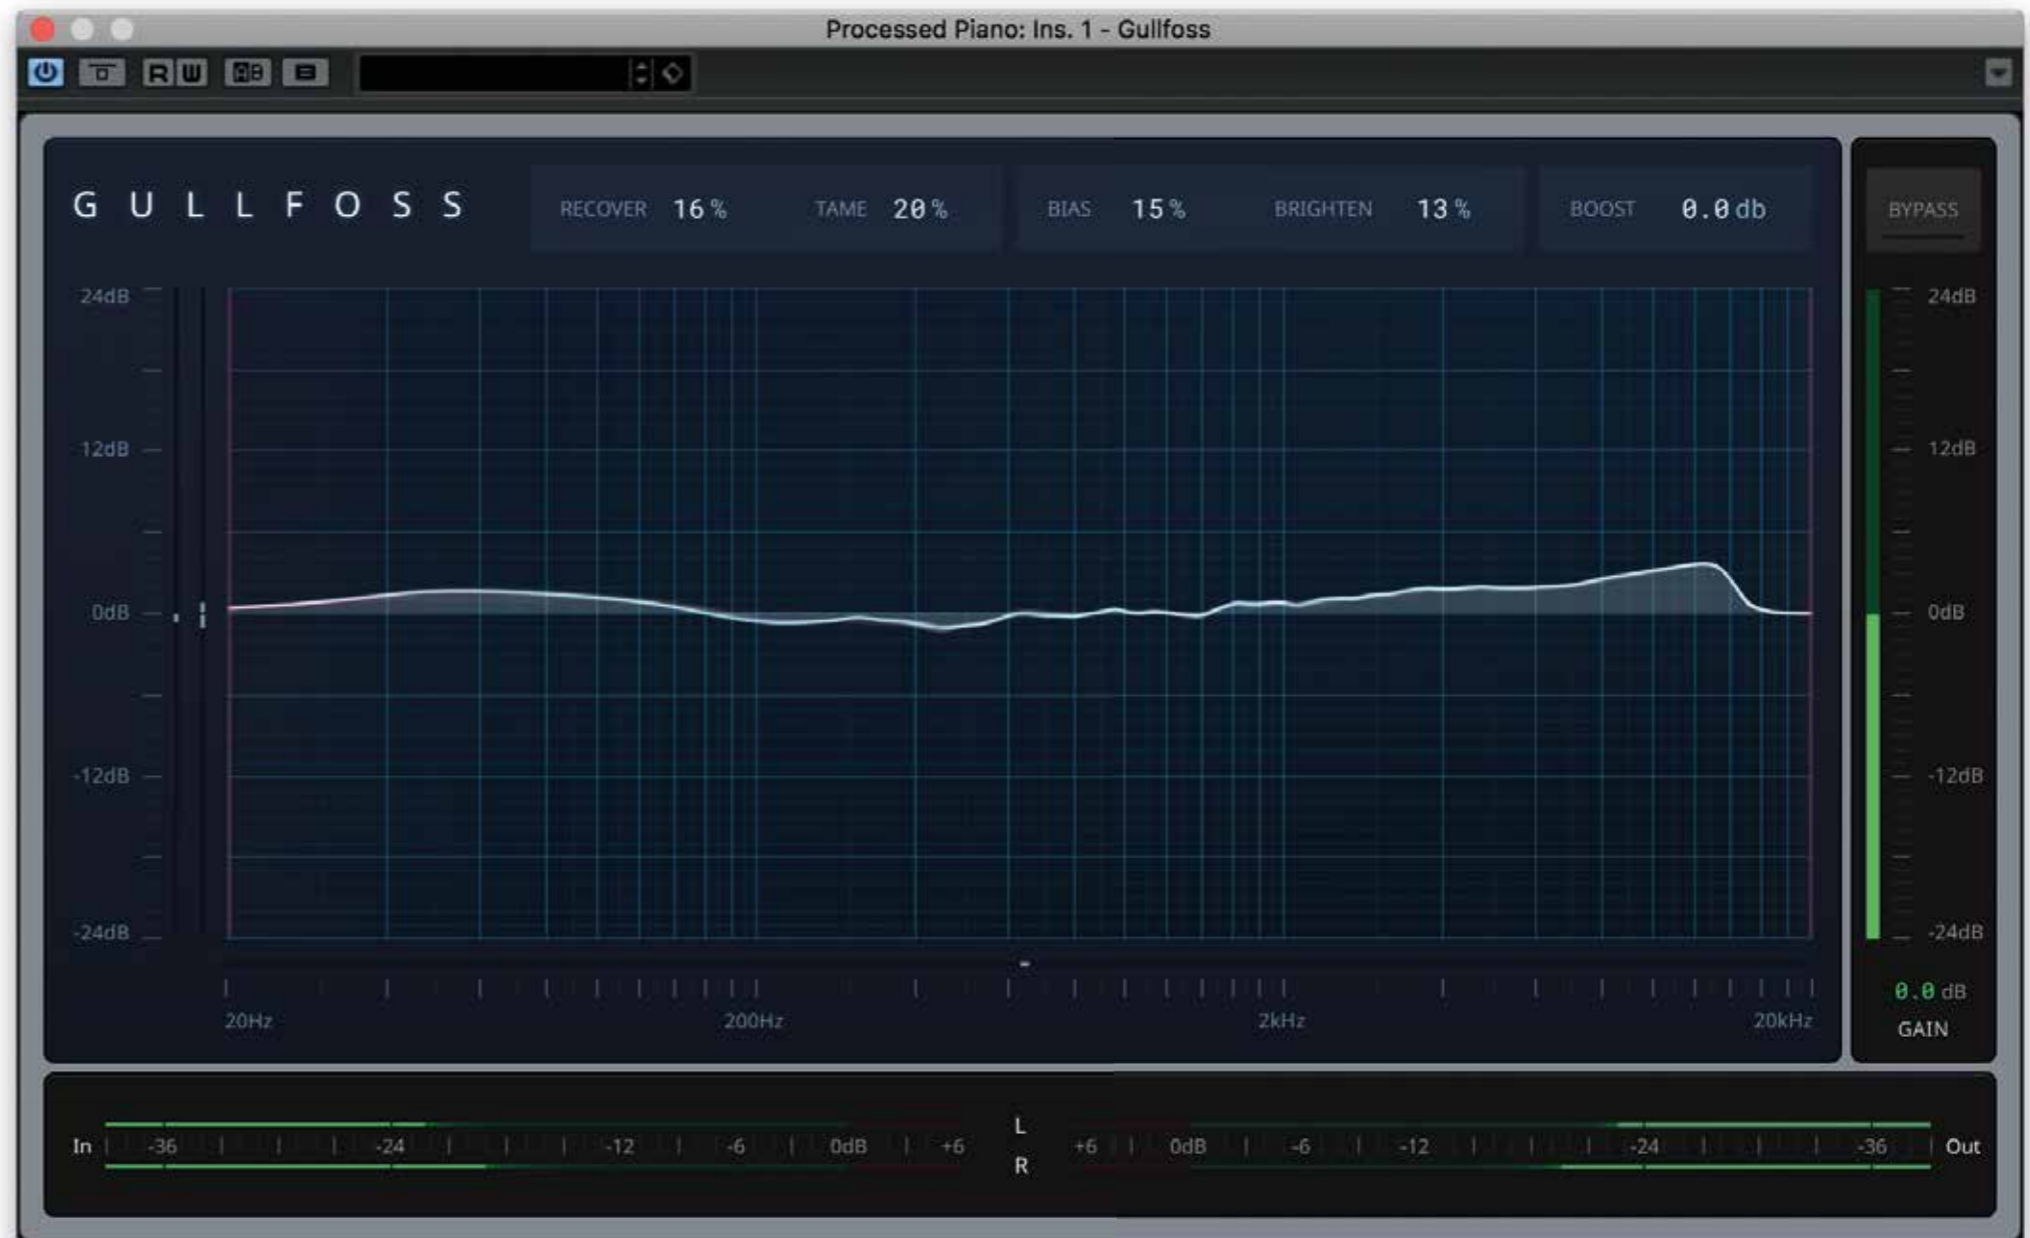 Processed Piano: Ins. 1 - Gullfoss
R W
GULLFOSS RECOVER 16% TAME 20% BIAS 15% BRIGHTEN 13% BOOST 0.0db BYPASS
24dB 24dB
12dB 12dB
0dB 0dB
-12dB -12dB
-24dB -24dB
0.0 dB
20Hz 200Hz 2kHz 20kHz
GAIN
L
In -36 -24 -12 -6 0dB +6 +6 0dB -6 -12 -24 -36 Out
R